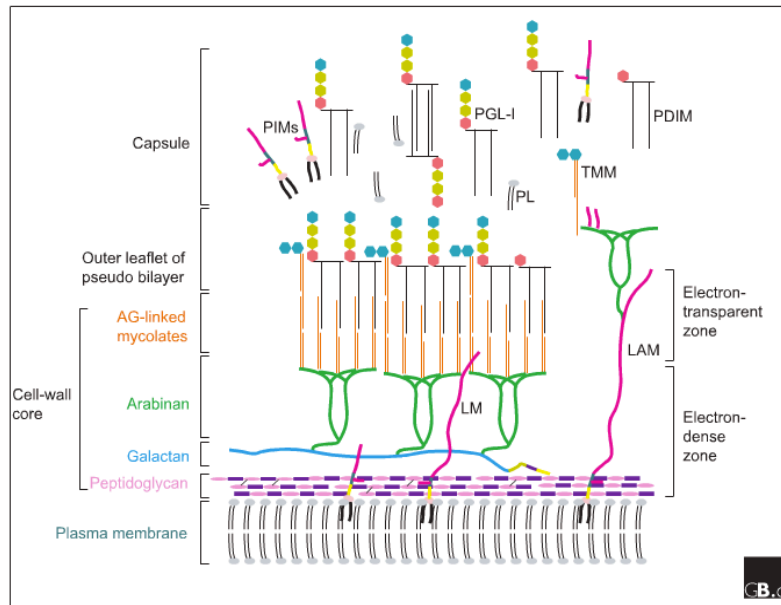 PIMs
PGL-I
PDIM
Capsule
TMM
PL
Outer leaflet of
pseudo bilayer
AG-linked
mycolates
Electron-
transparent
zone
LAM
Cell-wall
core
Arabinan
LM
Electron-
dense
zone
Galactan
Peptidoglycan
Plasma membrane
GB.